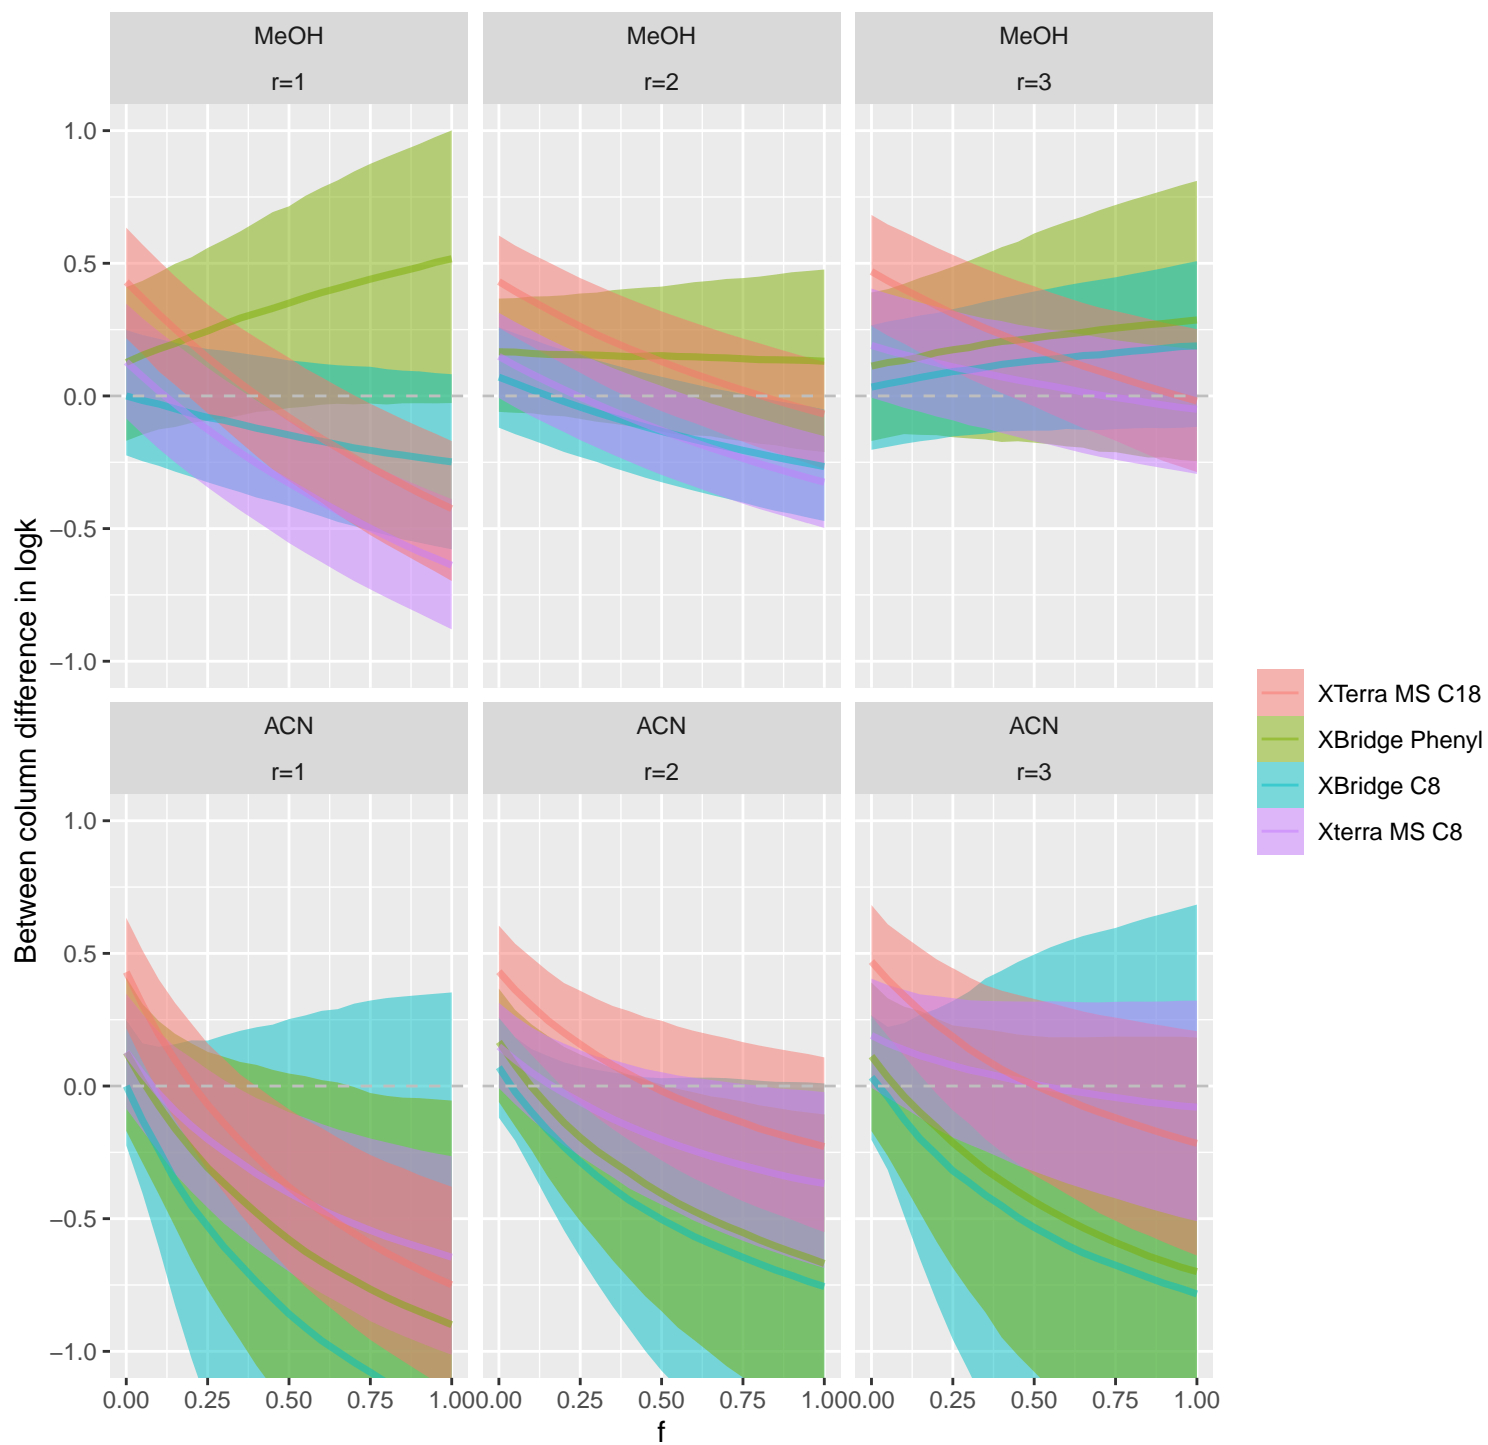 MeOH
r=1
MeOH
r=2
MeOH
r=3
1.0
0.5
0.0
−0.5
−1.0
ACN
r=1
ACN
r=2
ACN
r=3
1.0
0.5
0.0
−0.5
−1.0
0.00 0.25 0.50 0.75 1.00
0.00 0.25 0.50 0.75 1.00
0.00 0.25 0.50 0.75 1.00
f
Between column difference in logk
XTerra MS C18
XBridge Phenyl
XBridge C8
Xterra MS C8